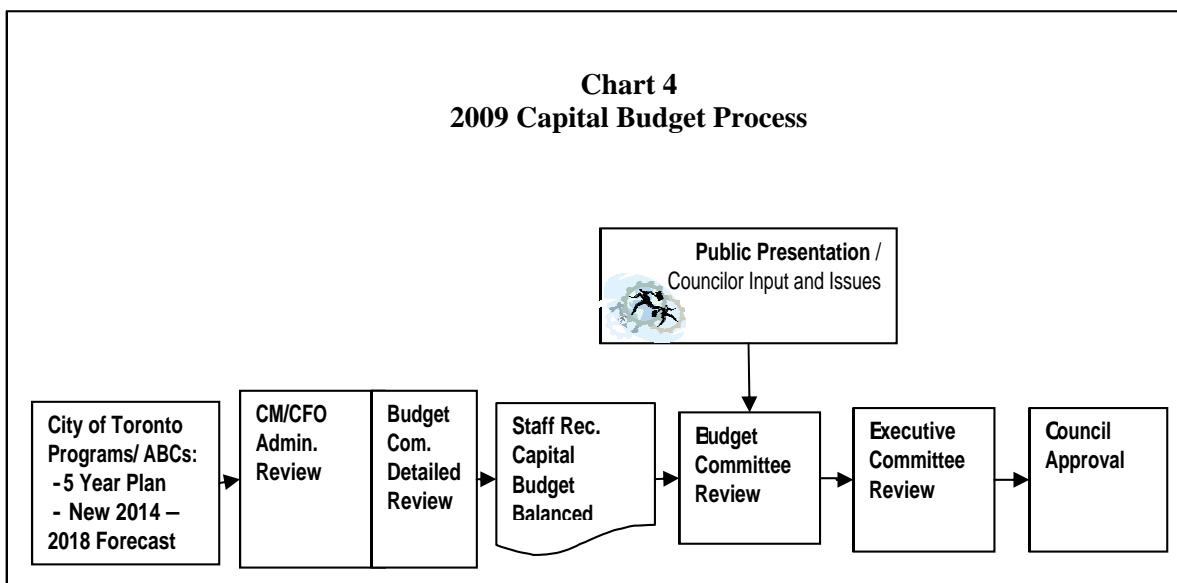 Chart 4
2009 Capital Budget Process
Public Presentation /
Councilor Input and Issues
City of Toronto
Programs/ ABCs:
-5 Year Plan
- New 2014 –
2018 Forecast
CM/CFO
Admin.
Review
Budget
Com.
Detailed
Review
Staff Rec.
Capital
Budget
Balanced
Budget
Committee
Review
Executive
Committee
Review
Council
Approval